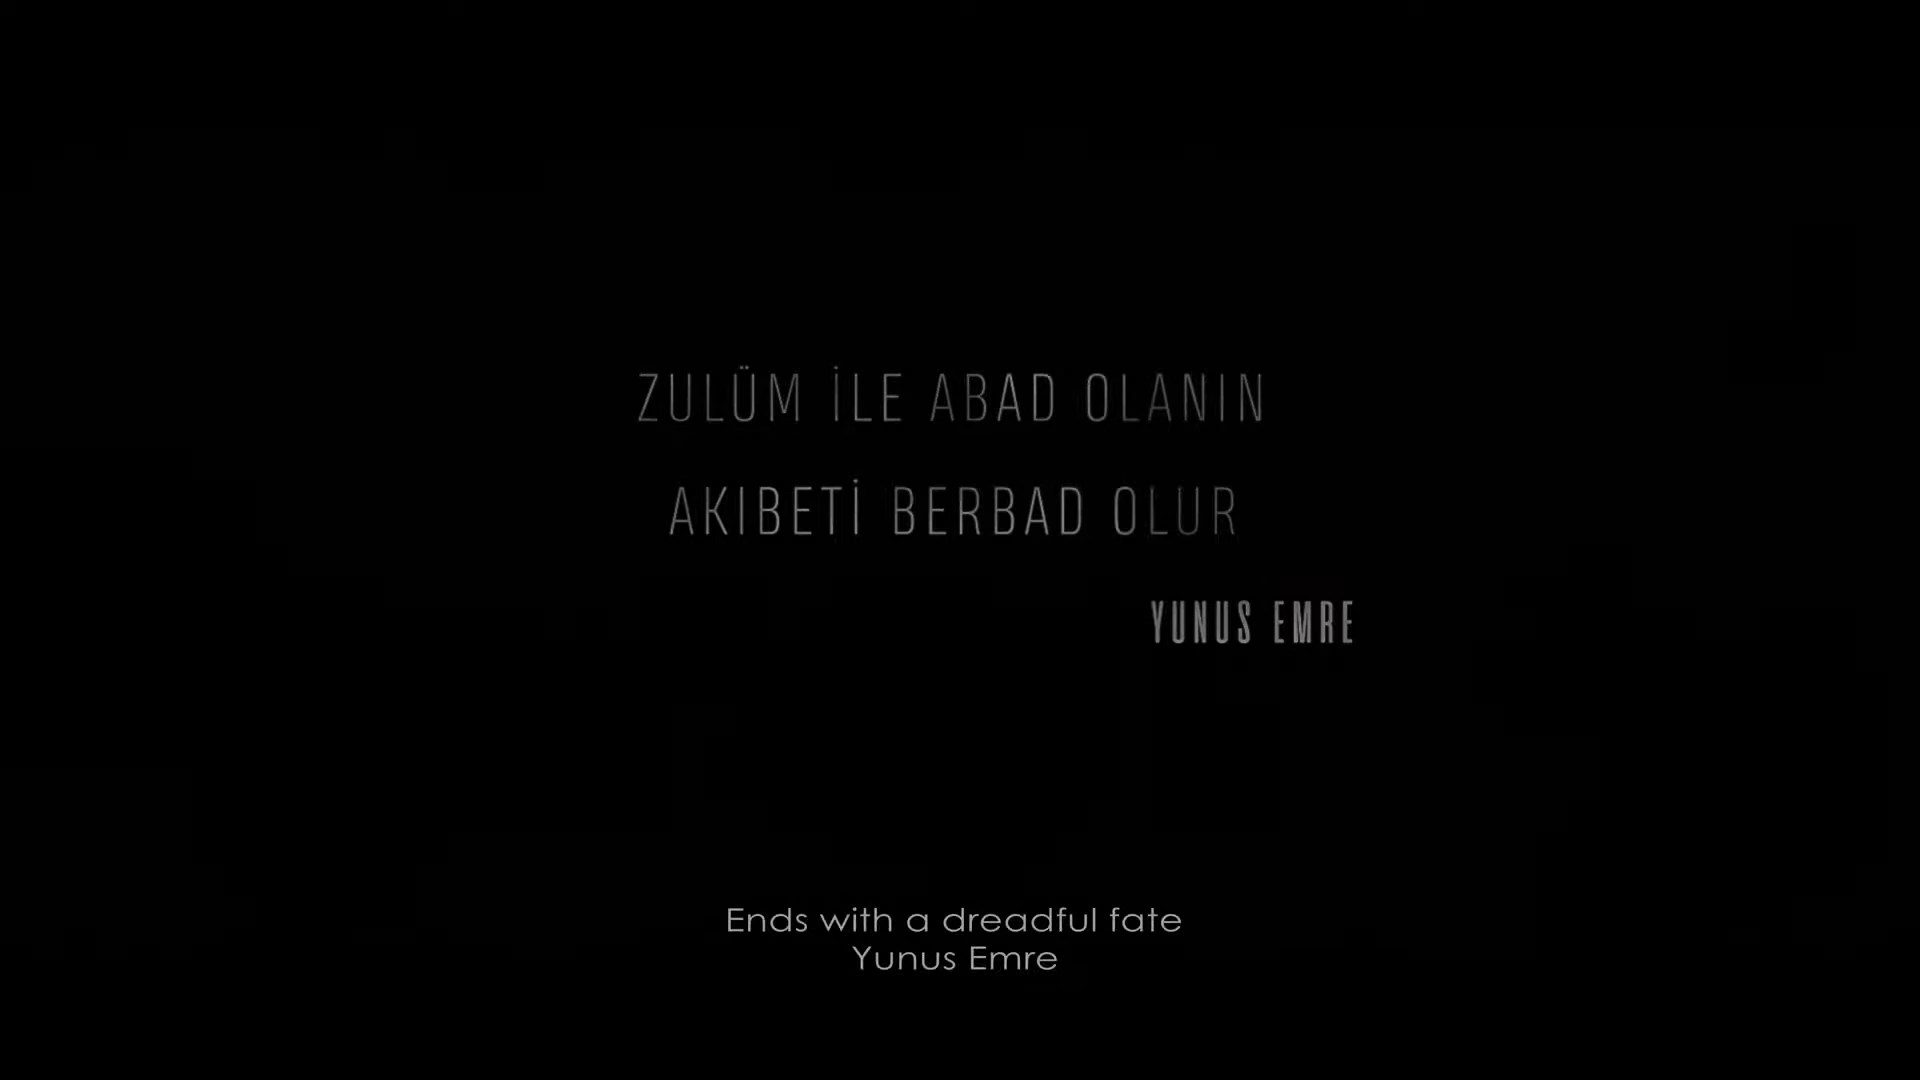 ZULÜM İLE ABAD OLANIN
AKIBETİ BERBAD OLUR
YUNUS EMRE
Ends with a dreadful fate
Yunus Emre